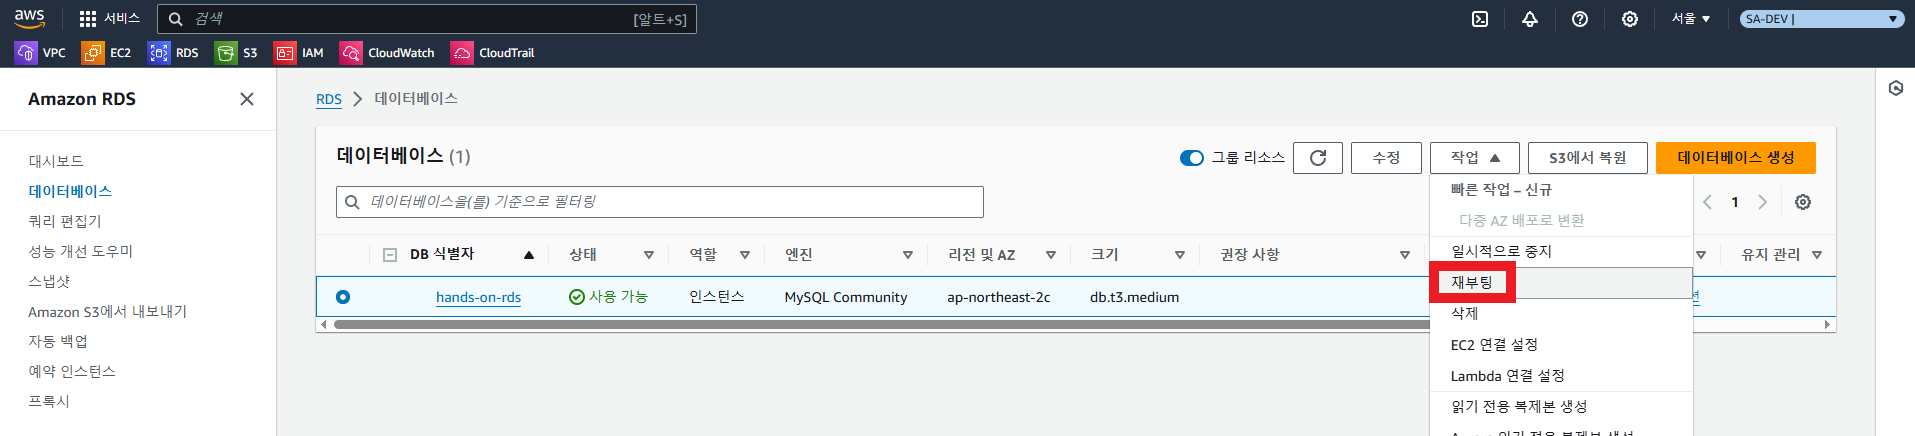 aws 서비스 검색 [알트+S] 서울 SA-DEV |
VPC EC2 RDS S3 IAM CloudWatch CloudTrail
Amazon RDS
대시보드
데이터베이스
쿼리 편집기
성능 개선 도우미
스냅샷
Amazon S3에서 내보내기
자동 백업
예약 인스턴스
프록시
RDS 데이터베이스
데이터베이스 (1) 그룹 리소스 수정 작업 S3에서 복원 데이터베이스 생성
데이터베이스을(를) 기준으로 필터링 1
DB 식별자 상태 역할 엔진 리전 및 AZ 크기 권장 사항 유지 관리
hands-on-rds 사용 가능 인스턴스 MySQL Community ap-northeast-2c db.t3.medium
빠른 작업 – 신규
다중 AZ 배포로 변환
일시적으로 중지
재부팅
삭제
EC2 연결 설정
Lambda 연결 설정
읽기 전용 복제본 생성